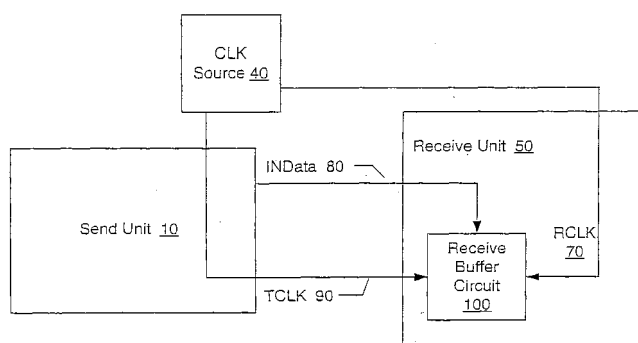 CLK
Source 40
INData 80
Receive Unit 50
Send Unit 10
Receive
Buffer
Circuit
100
RCLK
70
TCLK 90